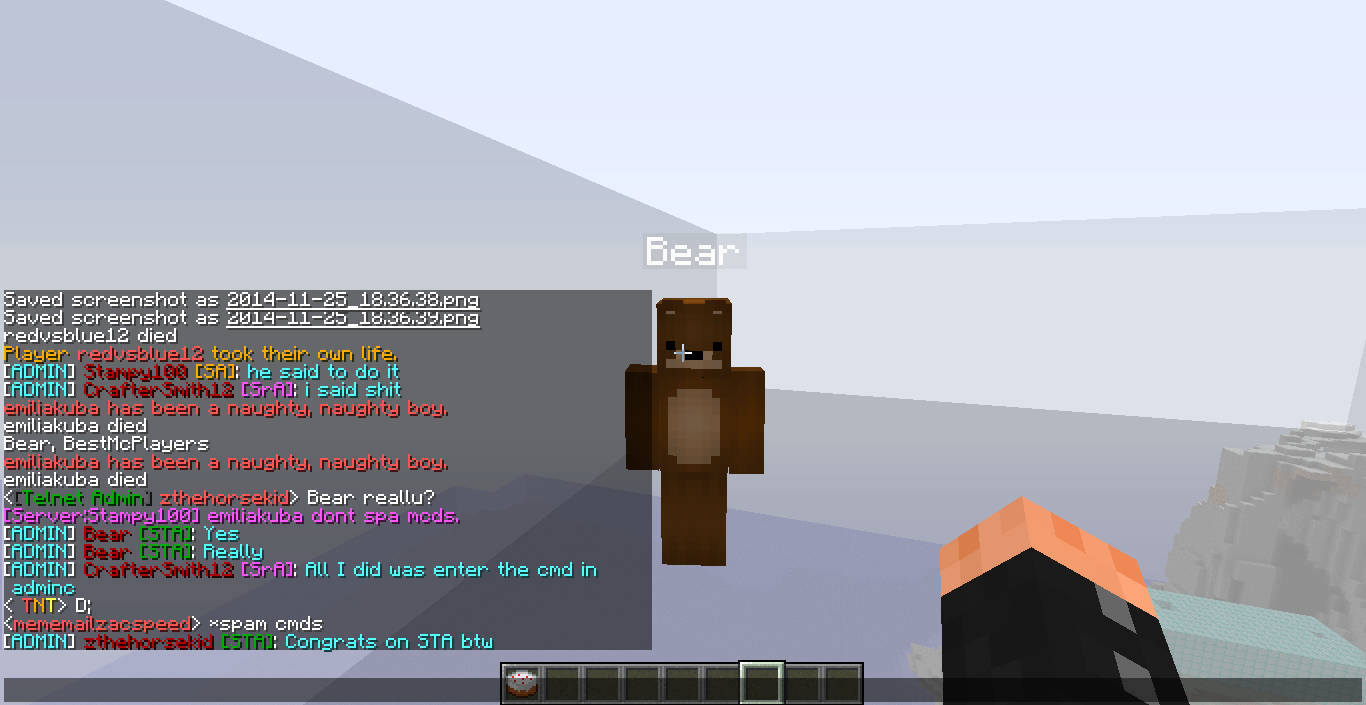 Bear
Saved screenshot as 2014-11-25_18.36.38.png
Saved screenshot as 2014-11-25_18.36.39.png
redvsblue12 died
Player redvsblue12 took their own life.
[ADMIN] Stampy100 [SA]: he said to do it
[ADMIN] CrafterSmith12 [SrA]: i said shit
emiliakuba has been a naughty, naughty boy.
emiliakuba died
Bear, BestMcPlayers
emiliakuba has been a naughty, naughty boy.
emiliakuba died
<[Telnet Admin] zthehorsekid> Bear reallu?
[Server:Stampy100] emiliakuba dont spa mcds.
[ADMIN] Bear [STA]: Yes
[ADMIN] Bear [STA]: Really
[ADMIN] CrafterSmith12 [SrA]: All I did was enter the cmd in
adminc
< TNT> D;
<mememailzacspeed> *spam cmds
[ADMIN] zthehorsekid [STA]: Congrats on STA btw